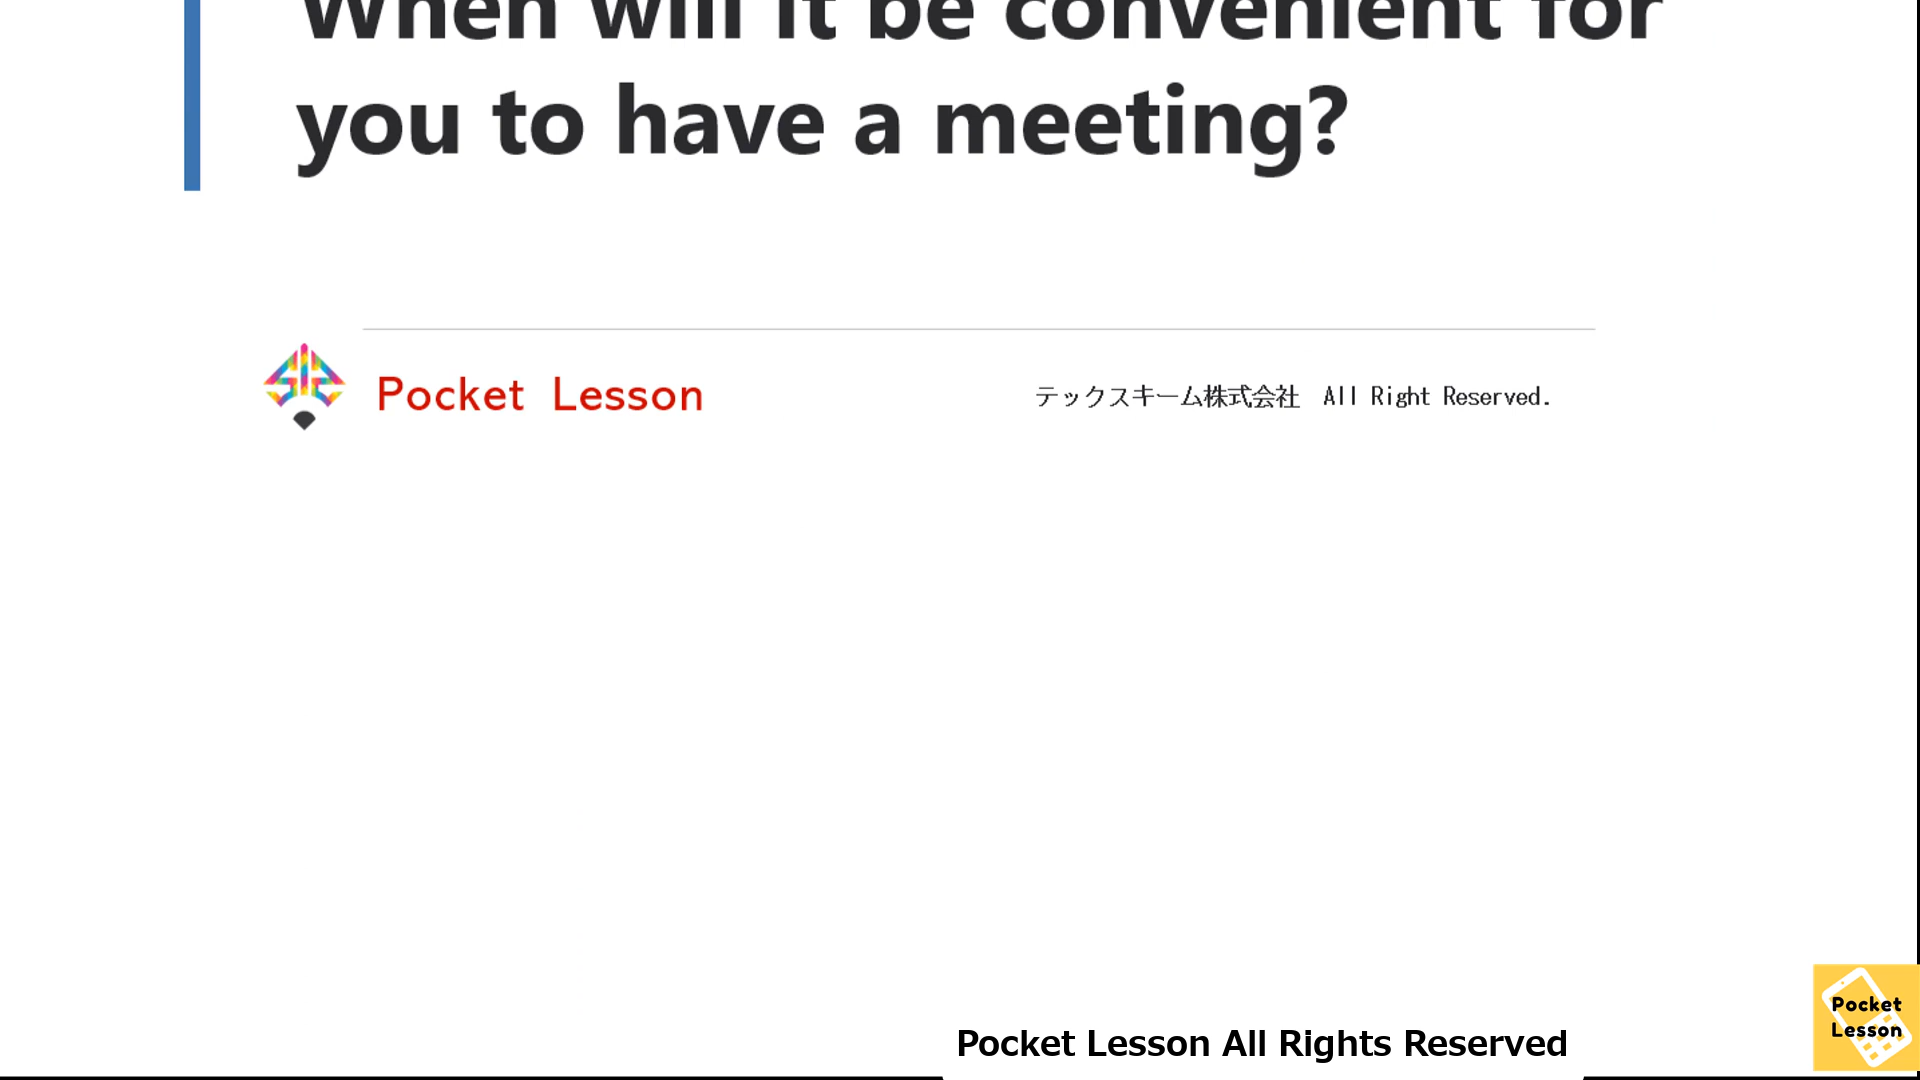 When will it be convenient for
you to have a meeting?
Pocket Lesson
テックスキーム株式会社 All Right Reserved.
Pocket
Lesson
Pocket Lesson All Rights Reserved